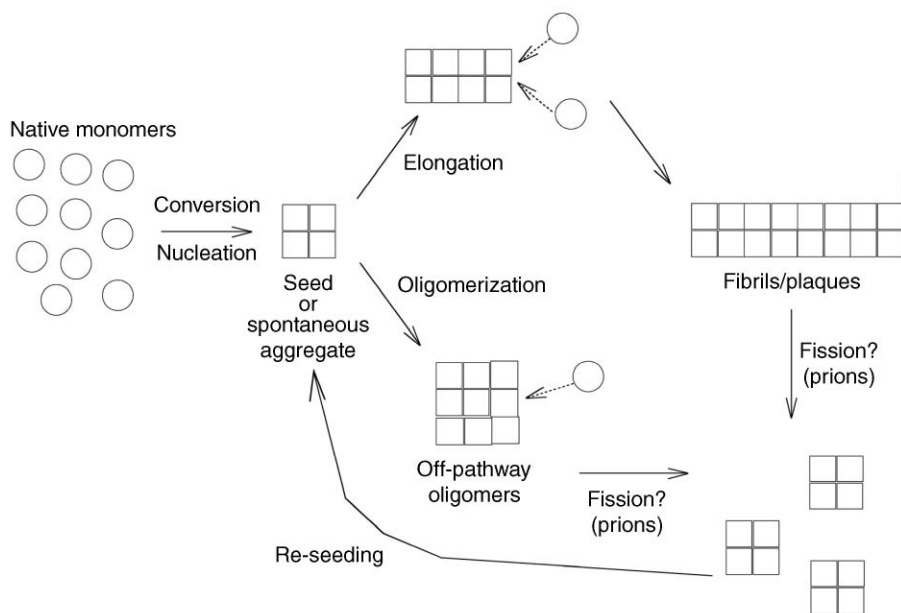 Native monomers
Conversion
Nucleation
Seed
or
spontaneous
aggregate
Elongation
Oligomerization
Fibrils/plaques
Fission?
(prions)
Off-pathway
oligomers
Fission?
(prions)
Re-seeding